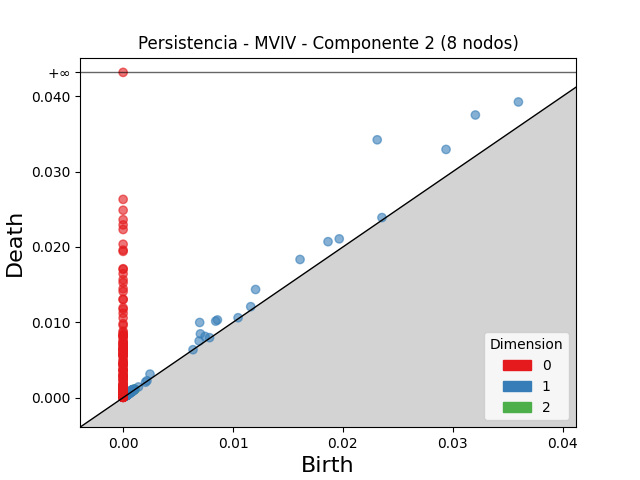 Persistencia - MVIV - Componente 2 (8 nodos)
+∞
0.040
0.030
0.020
0.010
0.000
Death
Dimension
0
1
2
0.00 0.01 0.02 0.03 0.04
Birth